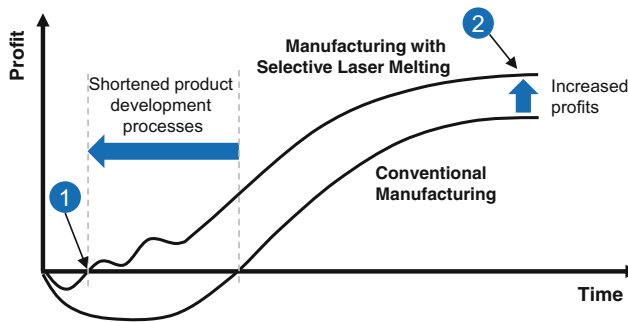 Profit
2
Manufacturing with
Selective Laser Melting
Shortened product
development
processes
Increased
profits
1
Conventional
Manufacturing
Time